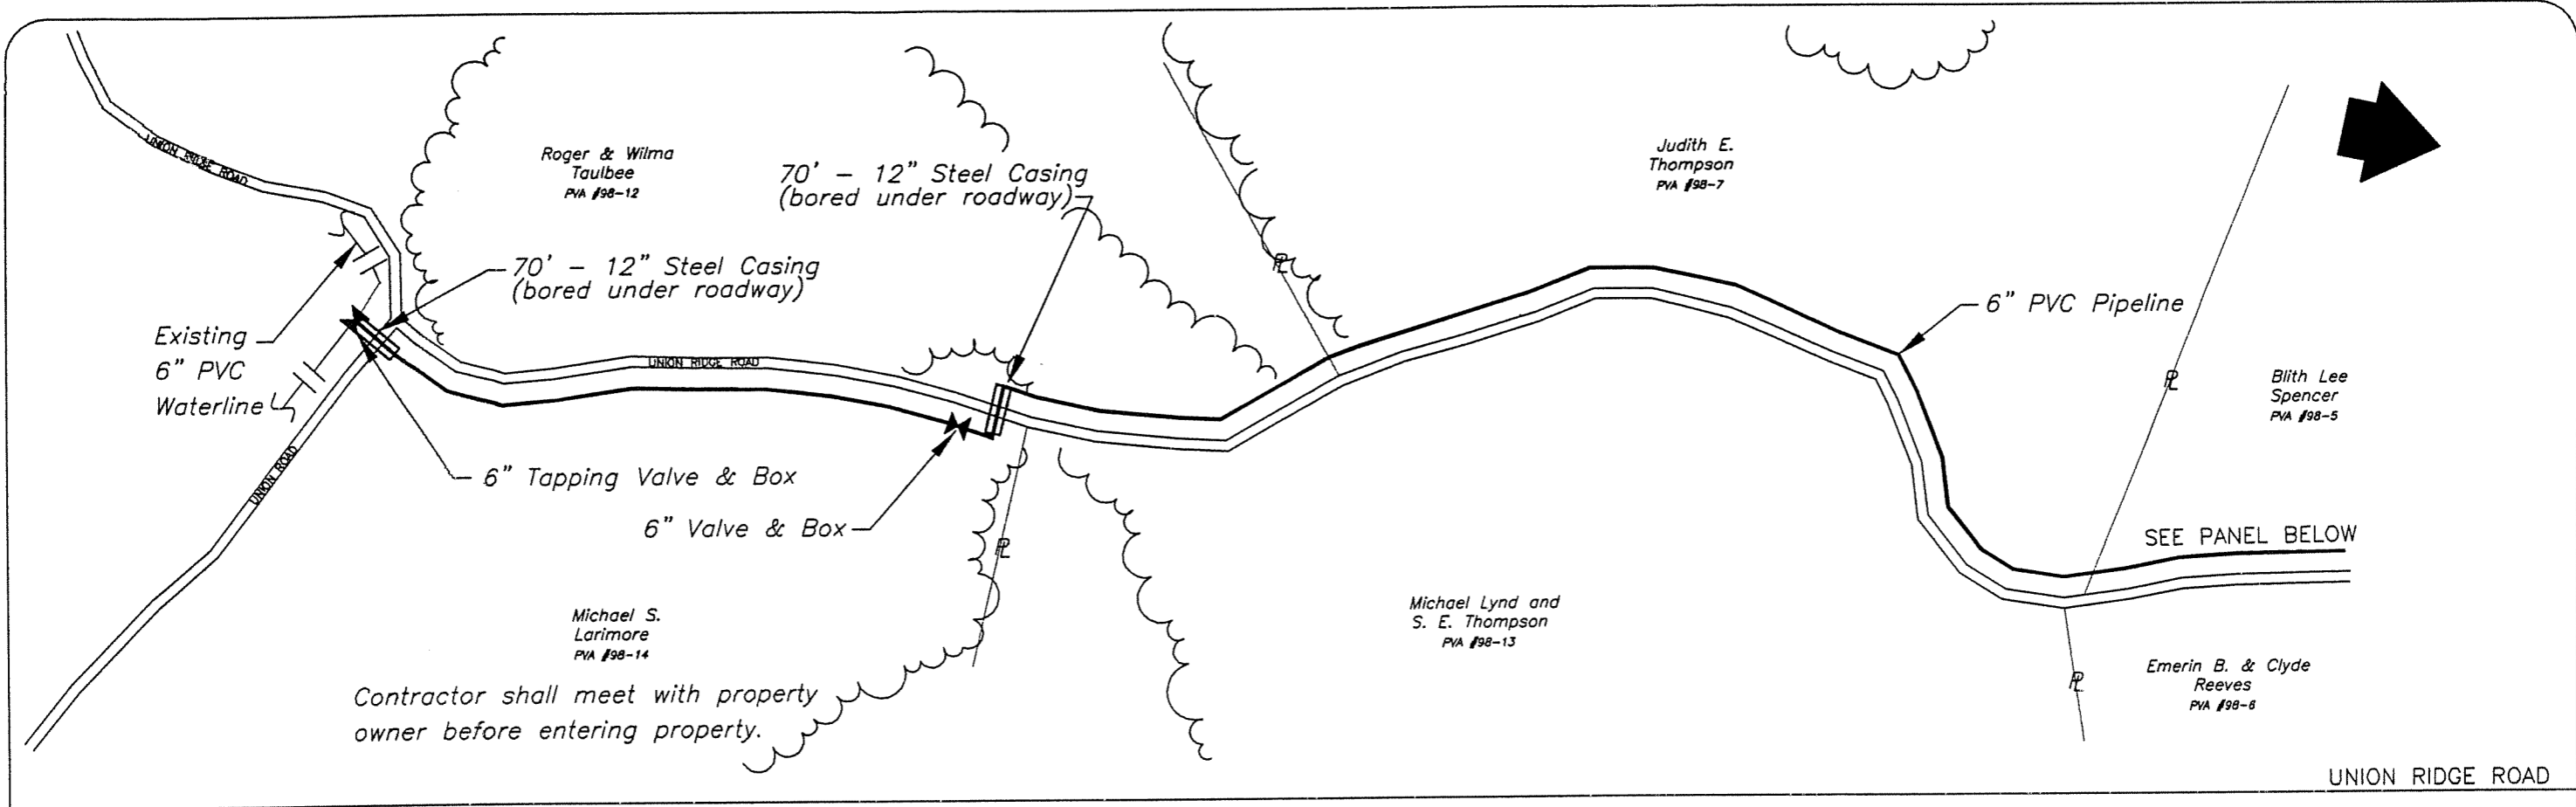 UNION RIDGE ROAD
Roger & Wilma
Taulbee
PVA #98-12
70' - 12" Steel Casing
(bored under roadway)
Judith E.
Thompson
PVA #98-7
70' - 12" Steel Casing
(bored under roadway)
Existing
6" PVC
Waterline
UNION RIDGE ROAD
PL
6" PVC Pipeline
PL
Blith Lee
Spencer
PVA #98-5
UNION ROAD
6" Tapping Valve & Box
6" Valve & Box
PL
SEE PANEL BELOW
Michael S.
Larimore
PVA #98-14
Michael Lynd and
S. E. Thompson
PVA #98-13
Contractor shall meet with property
owner before entering property.
PL
Emerin B. & Clyde
Reeves
PVA #98-6
UNION RIDGE ROAD